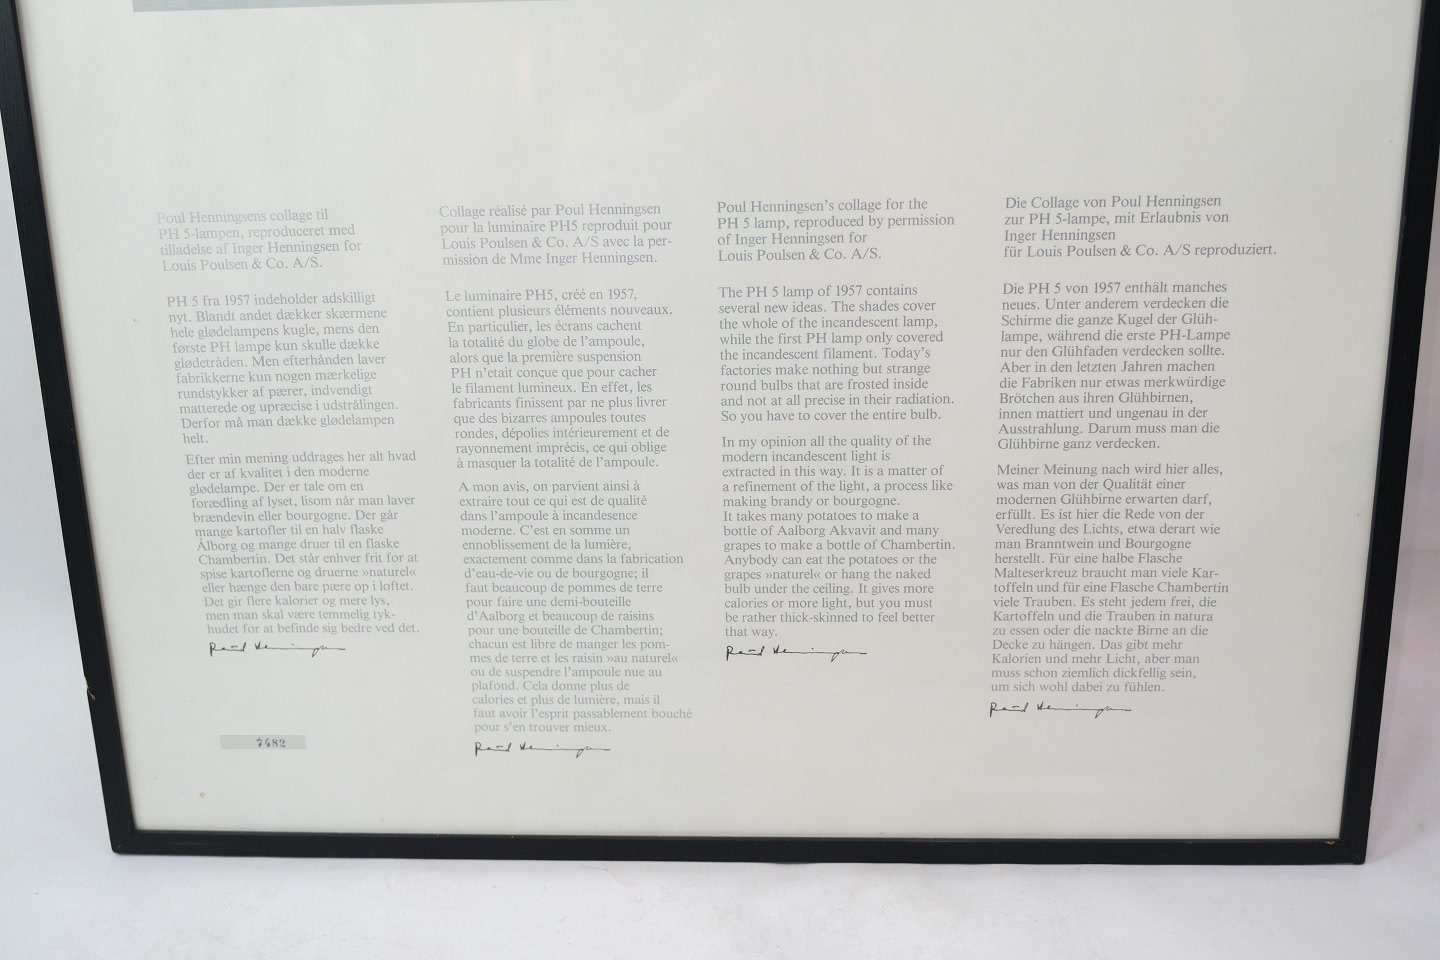 Poul Henningsens collage til
PH 5-lampen, reproduceret med
tilladelse af Inger Henningsen for
Louis Poulsen & Co. A/S.
PH 5 fra 1957 indeholder adskilligt
nyt. Blandt andet dækker skærmene
hele glødelampens kugle, mens den
første PH lampe kun skulle dække
glødetråden. Men efterhånden laver
fabrikkerne kun nogen mærkelige
rundstykker af pærer, indvendigt
matterede og upræcise i udstrålingen.
Derfor må man dække glødelampen
helt.
Efter min mening uddrages her alt hvad
der er af kvalitet i den moderne
glødelampe. Der er tale om en
forædling af lyset, lisom når man laver
brændevin eller bourgogne. Der går
mange kartofler til en halv flaske
Ålborg og mange druer til en flaske
Chambertin. Det står enhver frit for at
spise kartoflerne og druerne »naturel«
eller hænge den bare pære op i loftet.
Det gir flere kalorier og mere lys,
men man skal være temmelig tyk-
hudet for at befinde sig bedre ved det.
Poul Henningsen
7482
Collage réalisé par Poul Henningsen
pour la luminaire PH5 reproduit pour
Louis Poulsen & Co. A/S avec la per-
mission de Mme Inger Henningsen.
Le luminaire PH5, créé en 1957,
contient plusieurs éléments nouveaux.
En particulier, les écrans cachent
la totalité du globe de l'ampoule,
alors que la première suspension
PH n'etait conçue que pour cacher
le filament lumineux. En effet, les
fabricants finissent par ne plus livrer
que des bizarres ampoules toutes
rondes, dépolies intérieurement et de
rayonnement imprécis, ce qui oblige
à masquer la totalité de l'ampoule.
A mon avis, on parvient ainsi à
extraire tout ce qui est de qualité
dans l'ampoule à incandesence
moderne. C'est en somme un
ennoblissement de la lumière,
exactement comme dans la fabrication
d'eau-de-vie ou de bourgogne; il
faut beaucoup de pommes de terre
pour faire une demi-bouteille
d'Aalborg et beaucoup de raisins
pour une bouteille de Chambertin;
chacun est libre de manger les pom-
mes de terre et les raisin »au naturel«
ou de suspendre l'ampoule nue au
plafond. Cela donne plus de
calories et plus de lumière, mais il
faut avoir l'esprit passablement bouché
pour s'en trouver mieux.
Poul Henningsen
Poul Henningsen's collage for the
PH 5 lamp, reproduced by permission
of Inger Henningsen for
Louis Poulsen & Co. A/S.
The PH 5 lamp of 1957 contains
several new ideas. The shades cover
the whole of the incandescent lamp,
while the first PH lamp only covered
the incandescent filament. Today's
factories make nothing but strange
round bulbs that are frosted inside
and not at all precise in their radiation.
So you have to cover the entire bulb.
In my opinion all the quality of the
modern incandescent light is
extracted in this way. It is a matter of
a refinement of the light, a process like
making brandy or bourgogne.
It takes many potatoes to make a
bottle of Aalborg Akvavit and many
grapes to make a bottle of Chambertin.
Anybody can eat the potatoes or the
grapes »naturel« or hang the naked
bulb under the ceiling. It gives more
calories or more light, but you must
be rather thick-skinned to feel better
that way.
Poul Henningsen
Die Collage von Poul Henningsen
zur PH 5-lampe, mit Erlaubnis von
Inger Henningsen
für Louis Poulsen & Co. A/S reproduziert.
Die PH 5 von 1957 enthält manches
neues. Unter anderem verdecken die
Schirme die ganze Kugel der Glüh-
lampe, während die erste PH-Lampe
nur den Glühfaden verdecken sollte.
Aber in den letzten Jahren machen
die Fabriken nur etwas merkwürdige
Brötchen aus ihren Glühbirnen,
innen mattiert und ungenau in der
Ausstrahlung. Darum muss man die
Glühbirne ganz verdecken.
Meiner Meinung nach wird hier alles,
was man von der Qualität einer
modernen Glühbirne erwarten darf,
erfüllt. Es ist hier die Rede von der
Veredlung des Lichts, etwa derart wie
man Branntwein und Bourgogne
herstellt. Für eine halbe Flasche
Malteserkreuz braucht man viele Kar-
toffeln und für eine Flasche Chambertin
viele Trauben. Es steht jedem frei, die
Kartoffeln und die Trauben in natura
zu essen oder die nackte Birne an die
Decke zu hängen. Das gibt mehr
Kalorien und mehr Licht, aber man
muss schon ziemlich dickfellig sein,
um sich wohl dabei zu fühlen.
Poul Henningsen